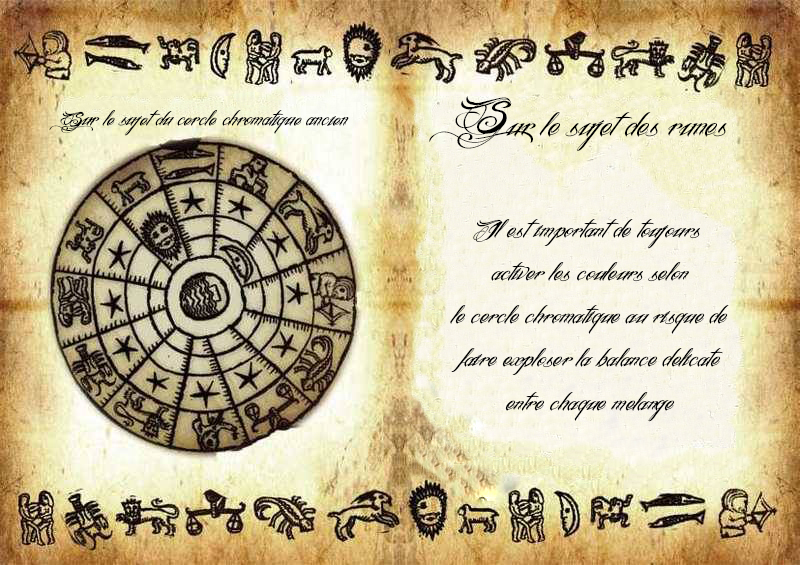 Sur le sujet du cercle chromatique ancien
Sur le sujet des runes
Il est important de toujours
activer les couleurs selon
le cercle chromatique au risque de
faire exploser la balance delicate
entre chaque melange